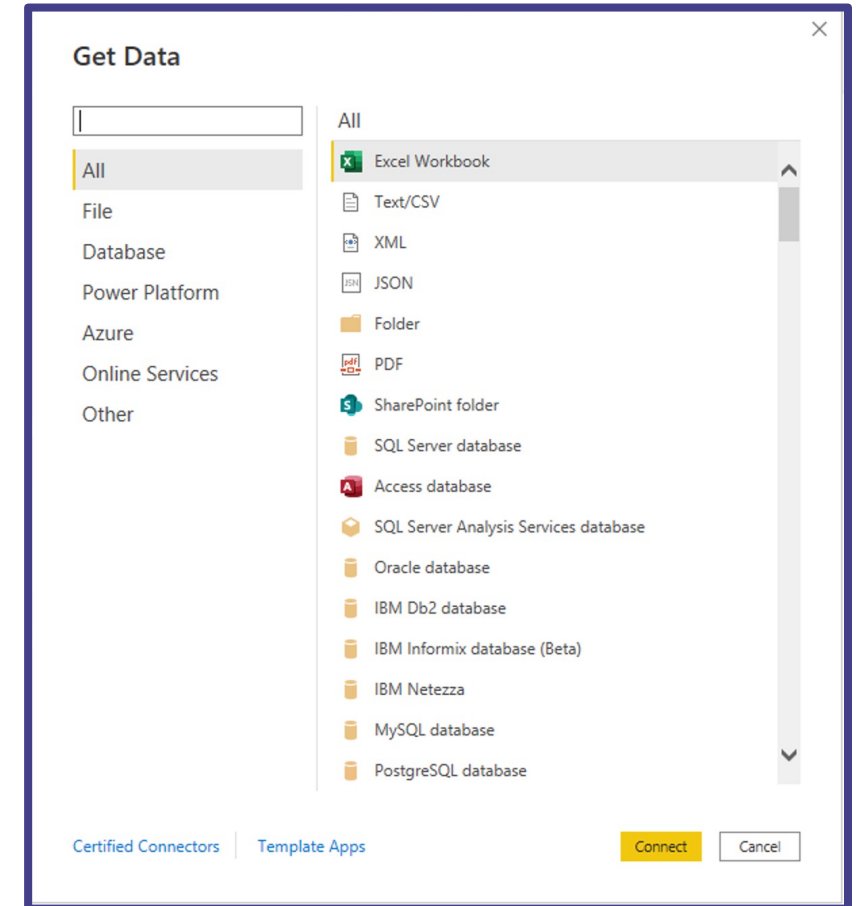 Get Data
All
File
Database
Power Platform
Azure
Online Services
Other
All
Excel Workbook
Text/CSV
XML
JSN JSON
Folder
pdf PDF
S SharePoint folder
SQL Server database
A Access database
SQL Server Analysis Services database
Oracle database
IBM Db2 database
IBM Informix database (Beta)
IBM Netezza
MySQL database
PostgreSQL database
Certified Connectors
Template Apps
Connect
Cancel